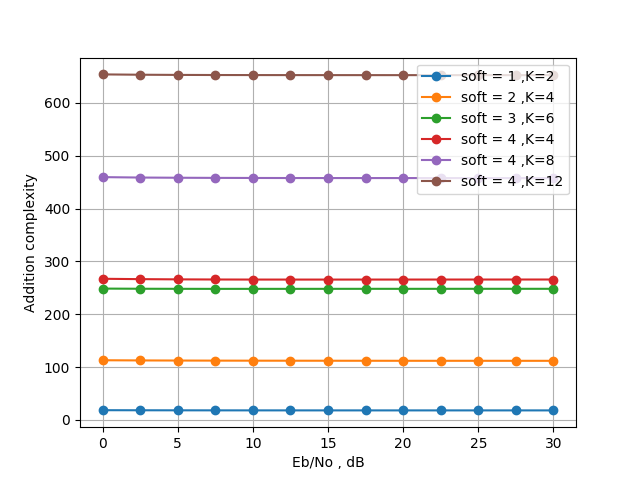 soft = 1 ,K=2
soft = 2 ,K=4
soft = 3 ,K=6
soft = 4 ,K=4
soft = 4 ,K=8
soft = 4 ,K=12
600
500
400
300
200
100
0
Addition complexity
0 5 10 15 20 25 30
Eb/No , dB